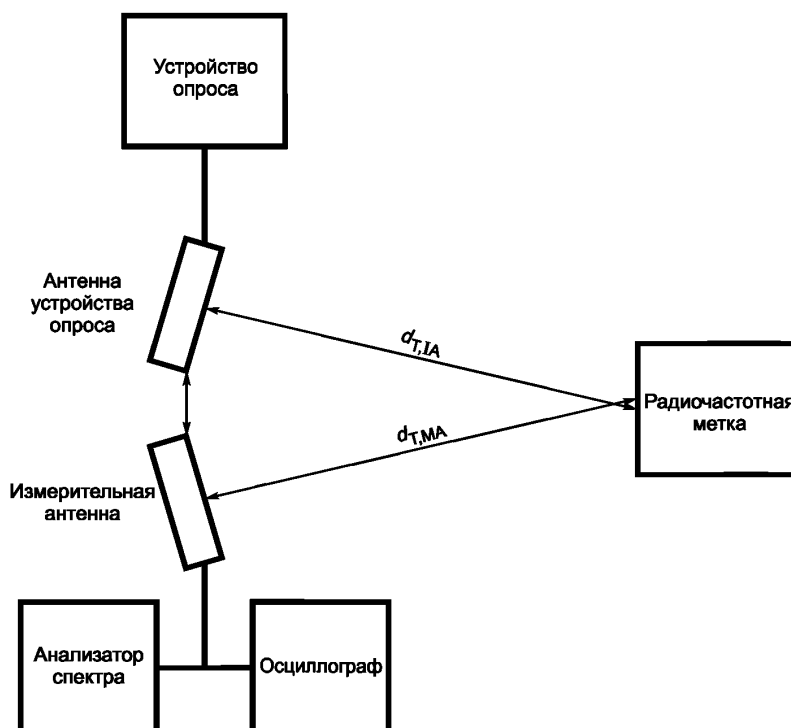 Устройство
опроса
Антенна
устройства
опроса
d_T,IA
Радиочастотная
метка
d_T,MA
Измерительная
антенна
Анализатор
спектра
Осциллограф